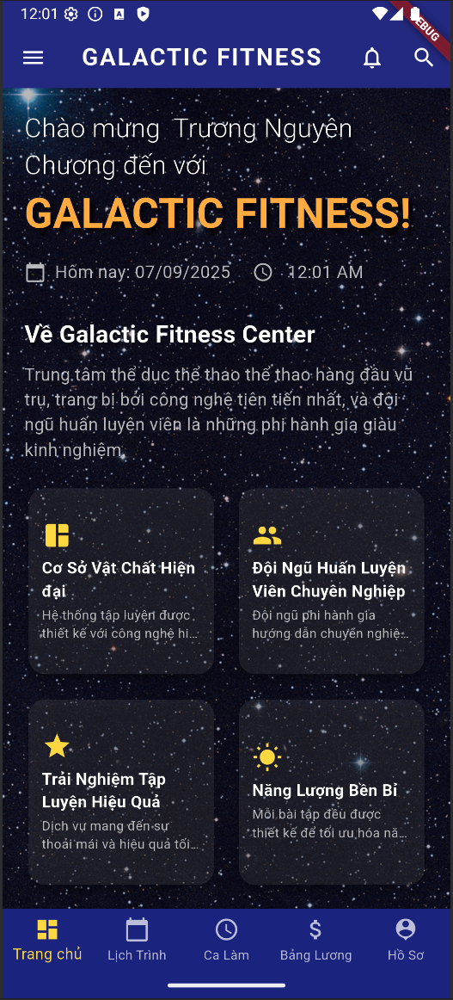 12:01
DEBUG
GALACTIC FITNESS
Chào mừng  Trương Nguyên
Chương đến với
GALACTIC FITNESS!
Hôm nay: 07/09/2025
12:01 AM
Về Galactic Fitness Center
Trung tâm thể dục thể thao thể thao hàng đầu vũ
trụ, trang bị bởi công nghệ tiên tiến nhất, và đội
ngũ huấn luyện viên là những phi hành gia giàu
kinh nghiệm.
Cơ Sở Vật Chất Hiện
đại
Hệ thống tập luyện được
thiết kế với công nghệ hi…
Đội Ngũ Huấn Luyện
Viên Chuyên Nghiệp
Đội ngũ phi hành gia
hướng dẫn chuyên nghiệ…
Trải Nghiệm Tập
Luyện Hiệu Quả
Dịch vụ mang đến sự
thoải mái và hiệu quả tối…
Năng Lượng Bền Bỉ
Mỗi bài tập đều được
thiết kế để tối ưu hóa nă…
Trang chủ
Lịch Trình
Ca Làm
Bảng Lương
Hồ Sơ